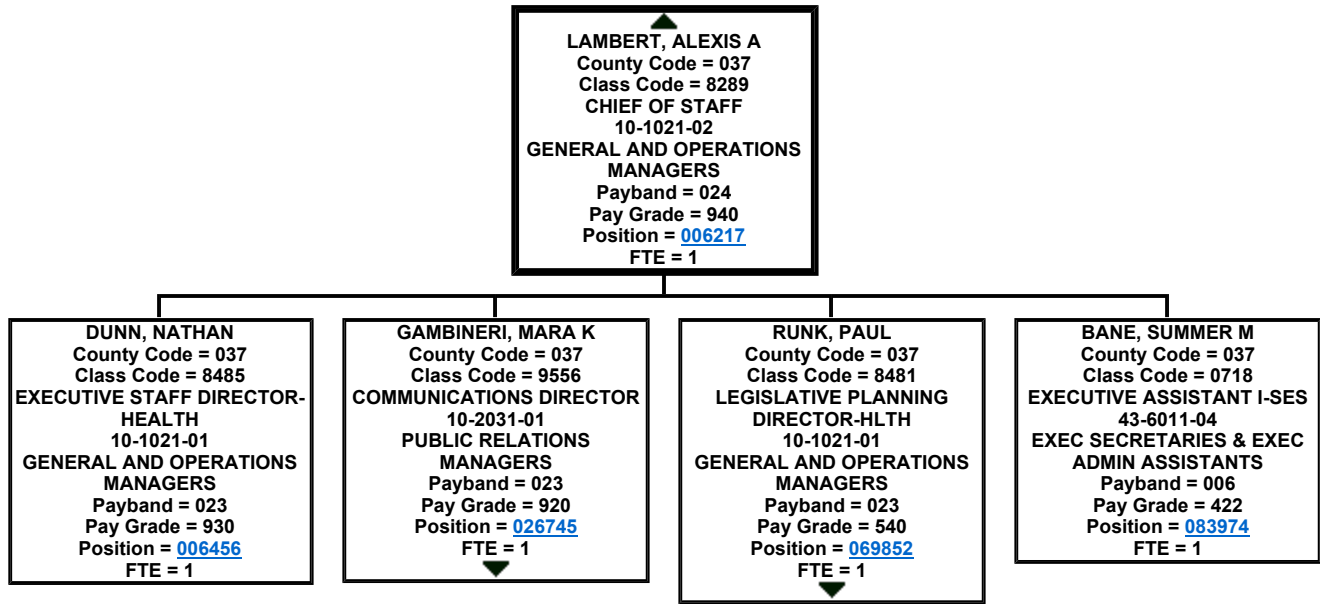 LAMBERT, ALEXIS A
County Code = 037
Class Code = 8289
CHIEF OF STAFF
10-1021-02
GENERAL AND OPERATIONS
MANAGERS
Payband = 024
Pay Grade = 940
Position = 006217
FTE = 1
DUNN, NATHAN
County Code = 037
Class Code = 8485
EXECUTIVE STAFF DIRECTOR-
HEALTH
10-1021-01
GENERAL AND OPERATIONS
MANAGERS
Payband = 023
Pay Grade = 930
Position = 006456
FTE = 1
GAMBINERI, MARA K
County Code = 037
Class Code = 9556
COMMUNICATIONS DIRECTOR
10-2031-01
PUBLIC RELATIONS
MANAGERS
Payband = 023
Pay Grade = 920
Position = 026745
FTE = 1
RUNK, PAUL
County Code = 037
Class Code = 8481
LEGISLATIVE PLANNING
DIRECTOR-HLTH
10-1021-01
GENERAL AND OPERATIONS
MANAGERS
Payband = 023
Pay Grade = 540
Position = 069852
FTE = 1
BANE, SUMMER M
County Code = 037
Class Code = 0718
EXECUTIVE ASSISTANT I-SES
43-6011-04
EXEC SECRETARIES & EXEC
ADMIN ASSISTANTS
Payband = 006
Pay Grade = 422
Position = 083974
FTE = 1